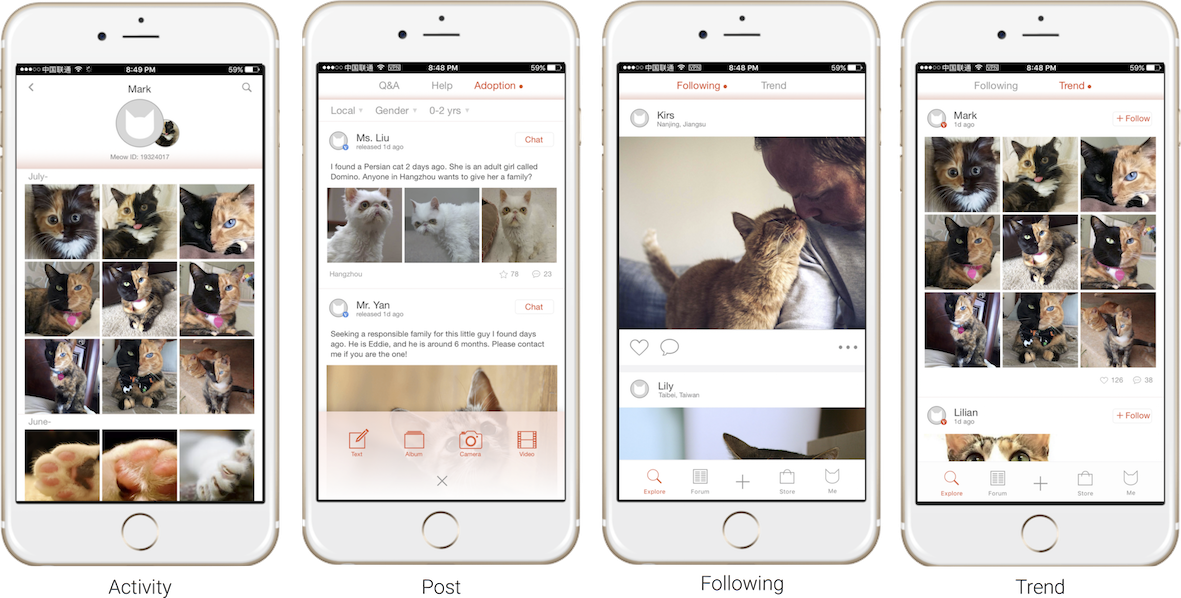 中国联通
8:49 PM
59%
Mark
Meow ID: 19324017
July-
June-
Activity
中国联通 VPN
8:48 PM
59%
Q&A Help Adoption
Local Gender 0-2 yrs
Ms. Liu
released 1d ago
Chat
I found a Persian cat 2 days ago. She is an adult girl called
Domino. Anyone in Hangzhou wants to give her a family?
Hangzhou
78 23
Mr. Yan
released 1d ago
Chat
Seeking a responsible family for this little guy I found days
ago. He is Eddie, and he is around 6 months. Please contact
me if you are the one!
Text Album Camera Video
Post
中国联通 VPN
8:48 PM
59%
Following Trend
Kirs
Nanjing, Jiangsu
Lily
Taibei, Taiwan
Explore Forum Store Me
Following
中国联通 VPN
8:48 PM
59%
Following Trend
Mark
1d ago
+ Follow
126 38
Lilian
1d ago
+ Follow
Explore Forum Store Me
Trend